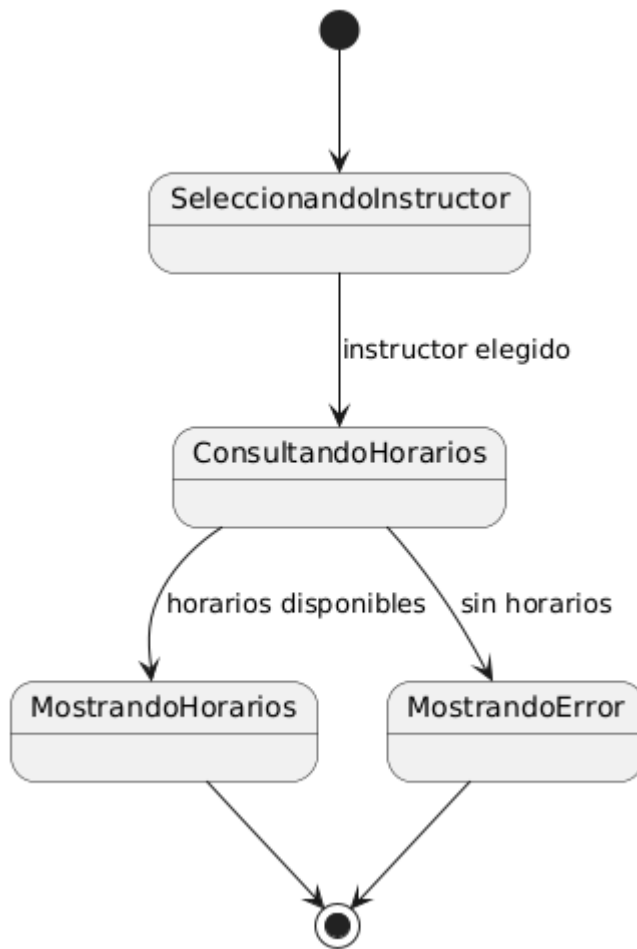 SeleccionandoInstructor
instructor elegido
ConsultandoHorarios
horarios disponibles
sin horarios
MostrandoHorarios
MostrandoError